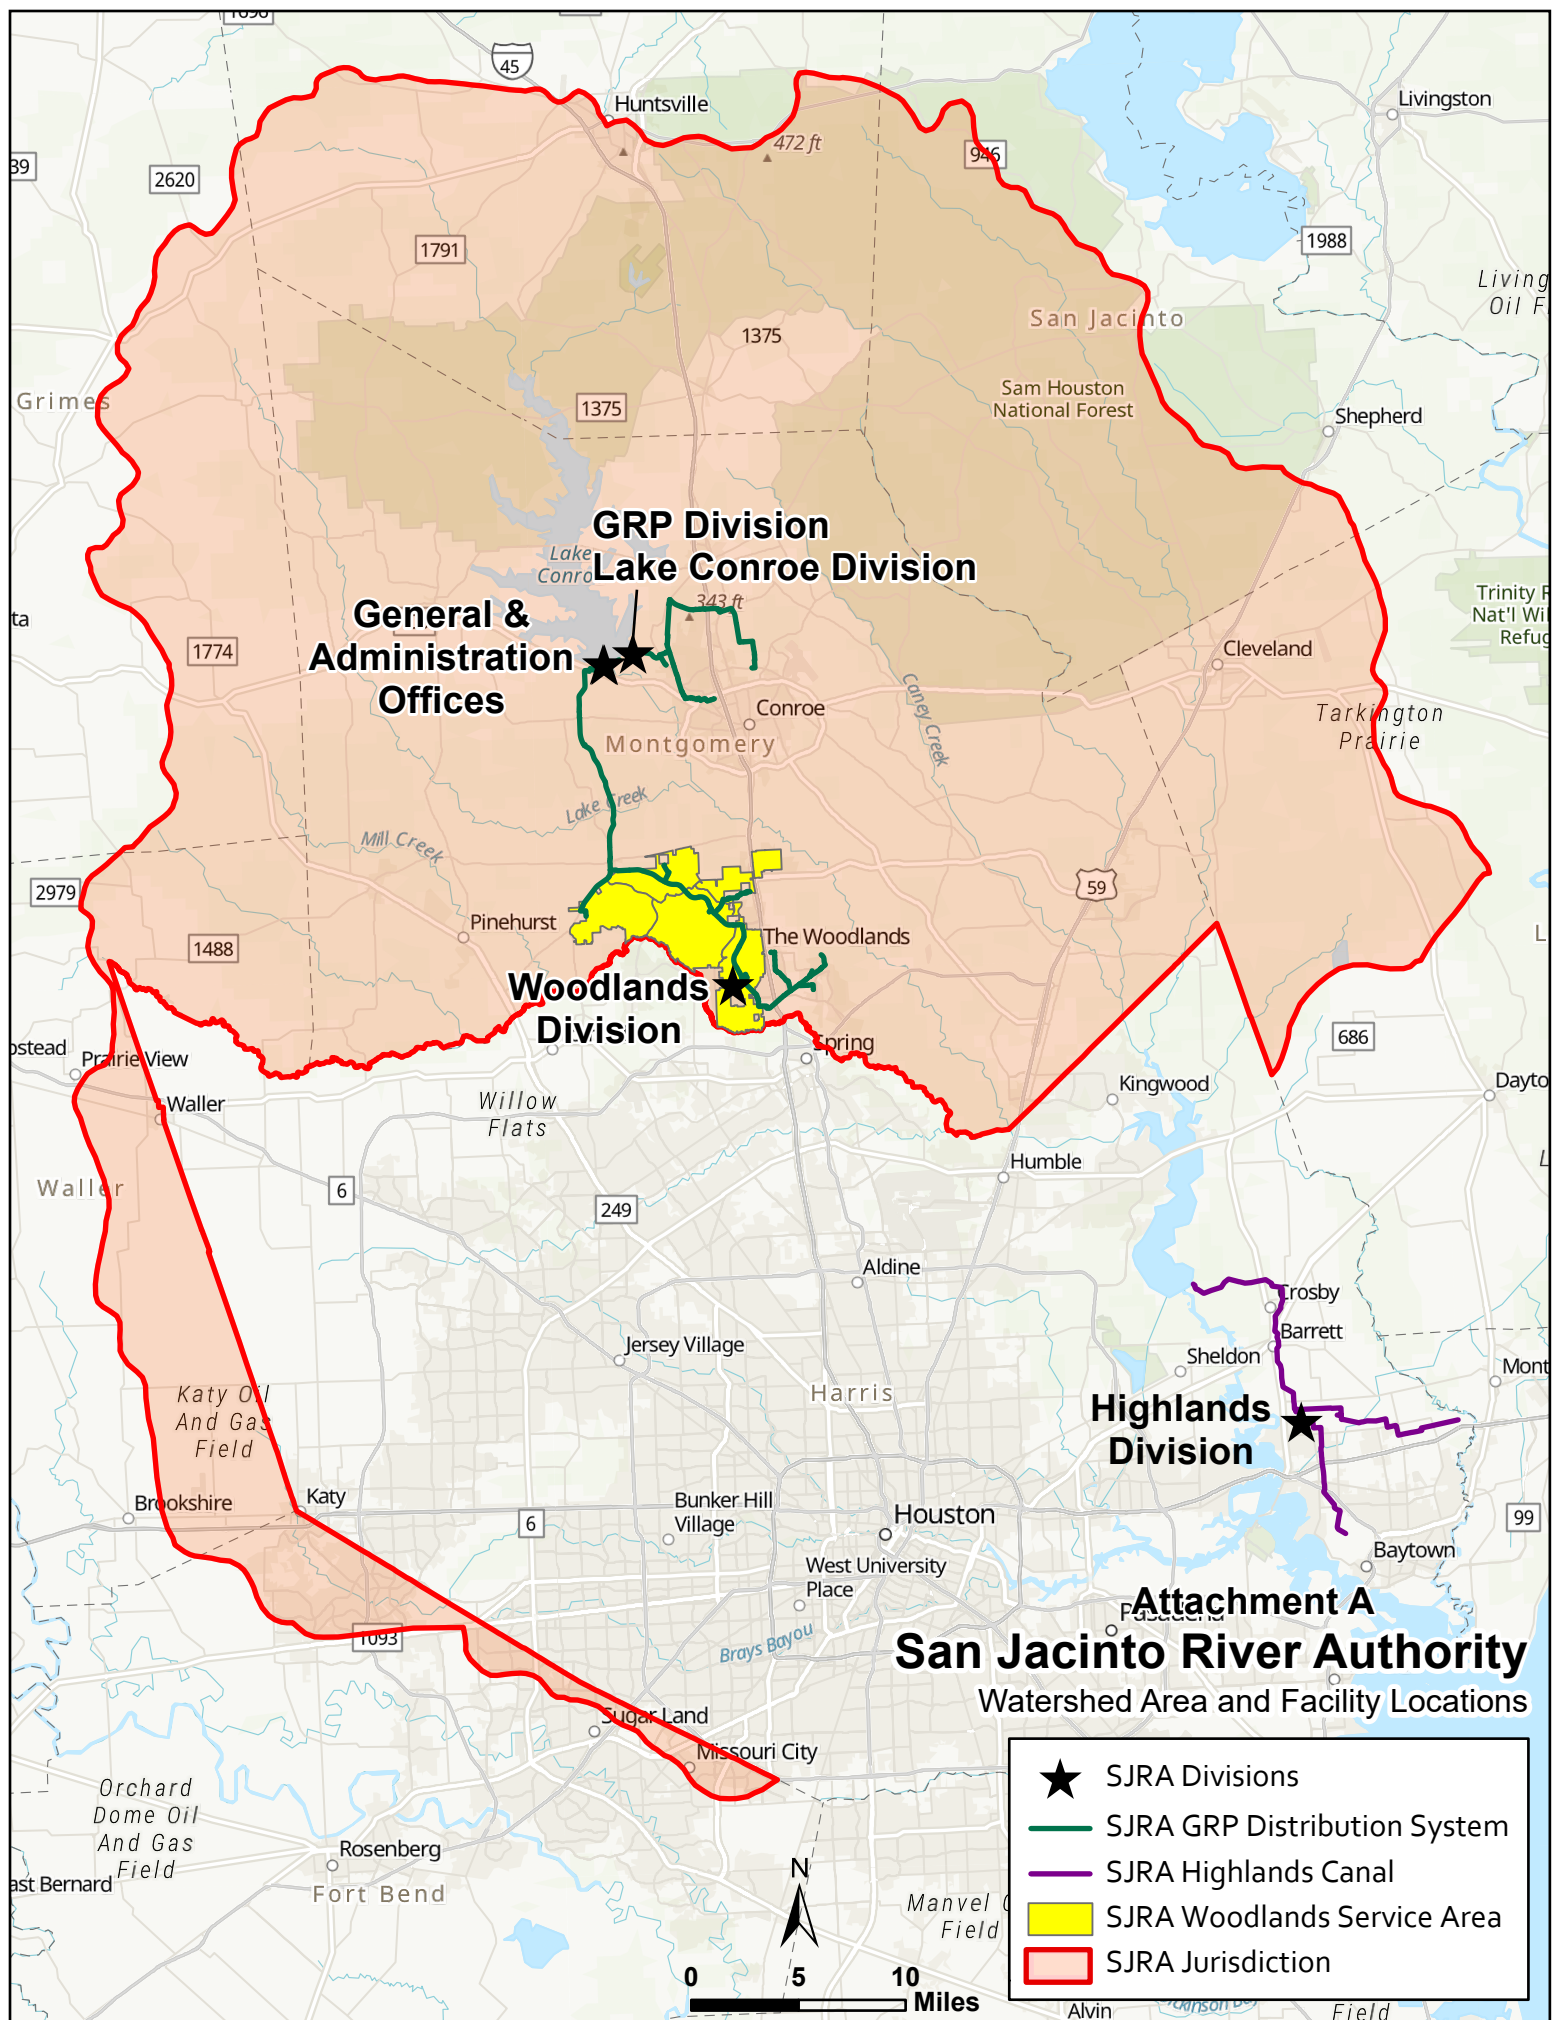 45
Huntsville
Livingston
472 ft
946
39
2620
1988
1791
San Jacinto
1375
Sam Houston
National Forest
1375
Grimes
Shepherd
GRP Division
Lake Conroe Division
Lake
Conro
General &
Administration
Offices
343 ft
1774
Cleveland
Caney Creek
Conroe
Montgomery
Tarkington
Prairie
Lake Creek
Mill Creek
2979
59
Pinehurst
The Woodlands
1488
Woodlands
Division
Spring
686
Prairie View
Waller
Kingwood
Willow
Flats
Humble
Waller
6
249
Aldine
Crosby
Barrett
Jersey Village
Sheldon
Harris
Katy Oil
And Gas
Field
Highlands
Division
Brookshire
Katy
Bunker Hill
Village
6
Houston
99
West University
Place
Baytown
Attachment A
Pasadena
San Jacinto River Authority
Watershed Area and Facility Locations
1093
Brays Bayou
Sugar Land
Missouri City
SJRA Divisions
SJRA GRP Distribution System
SJRA Highlands Canal
SJRA Woodlands Service Area
SJRA Jurisdiction
Orchard
Dome Oil
And Gas
Field
Rosenberg
Fort Bend
Manvel
Field
N
0 5 10
Miles
Alvin
Field